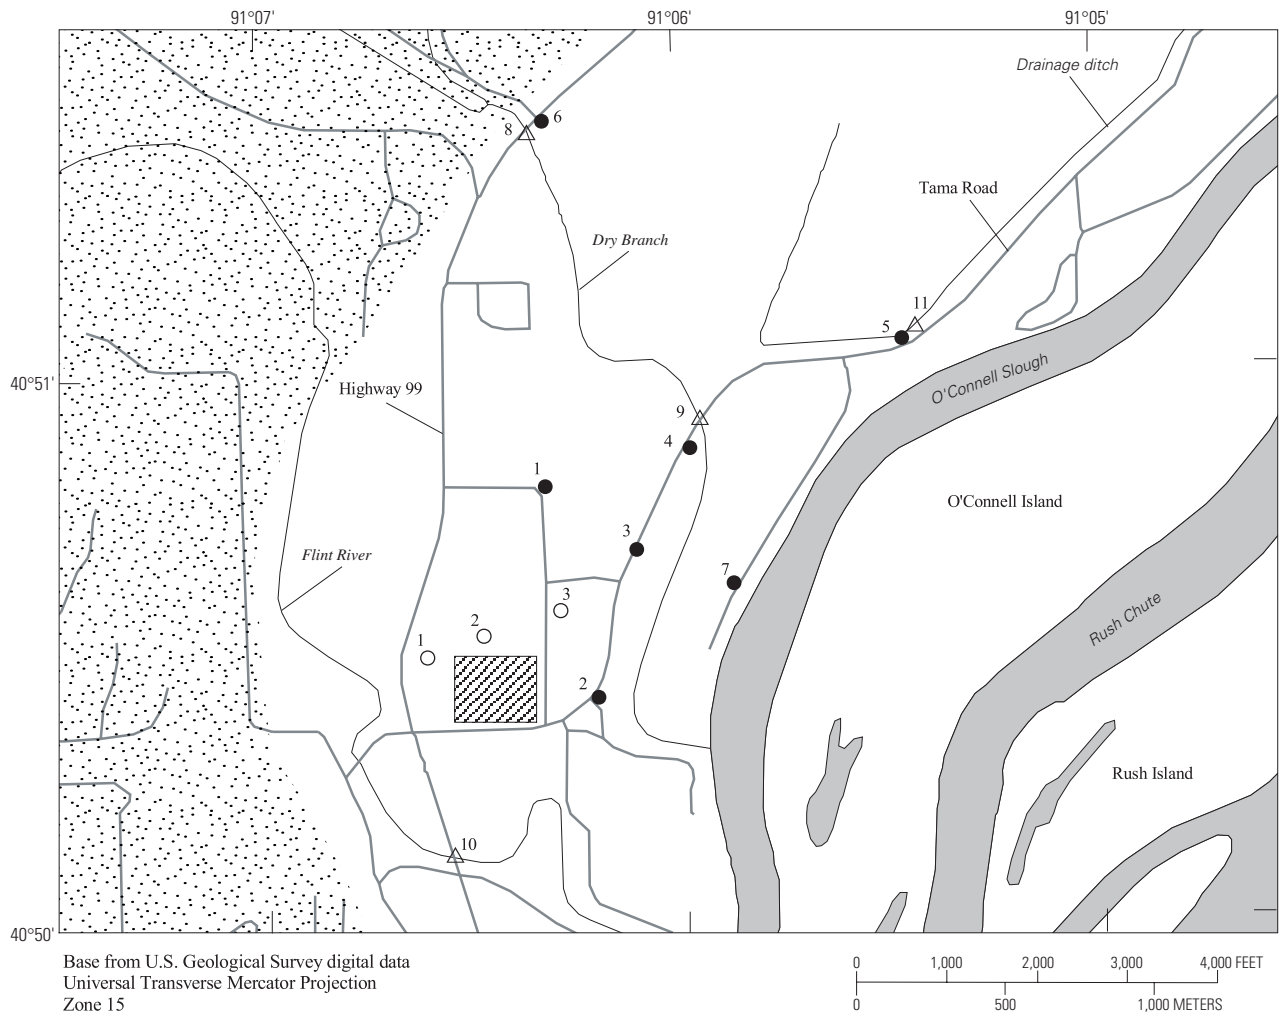 91°07'
91°06'
91°05'
Drainage ditch
6
8
Tama Road
Dry Branch
11
5
O'Connell Slough
40°51'
Highway 99
9
4
1
O'Connell Island
3
Flint River
7
3
Rush Chute
2
1
2
Rush Island
10
40°50'
Base from U.S. Geological Survey digital data
Universal Transverse Mercator Projection
Zone 15
0 1,000 2,000 3,000 4,000 FEET
0 500 1,000 METERS